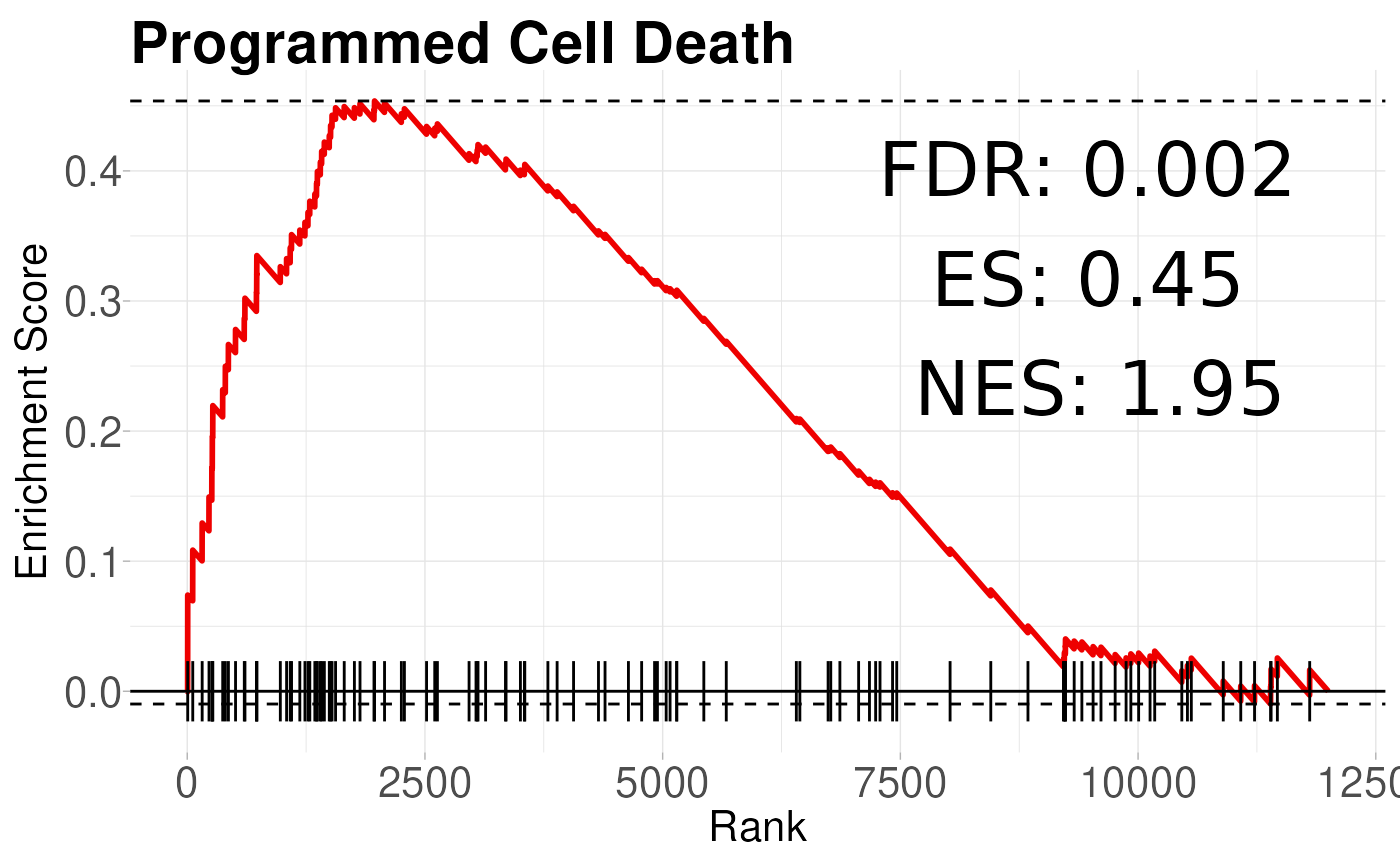 Programmed Cell Death
FDR: 0.002
ES: 0.45
NES: 1.95
Enrichment Score
0.4
0.3
0.2
0.1
0.0
0 2500 5000 7500 10000 1250
Rank